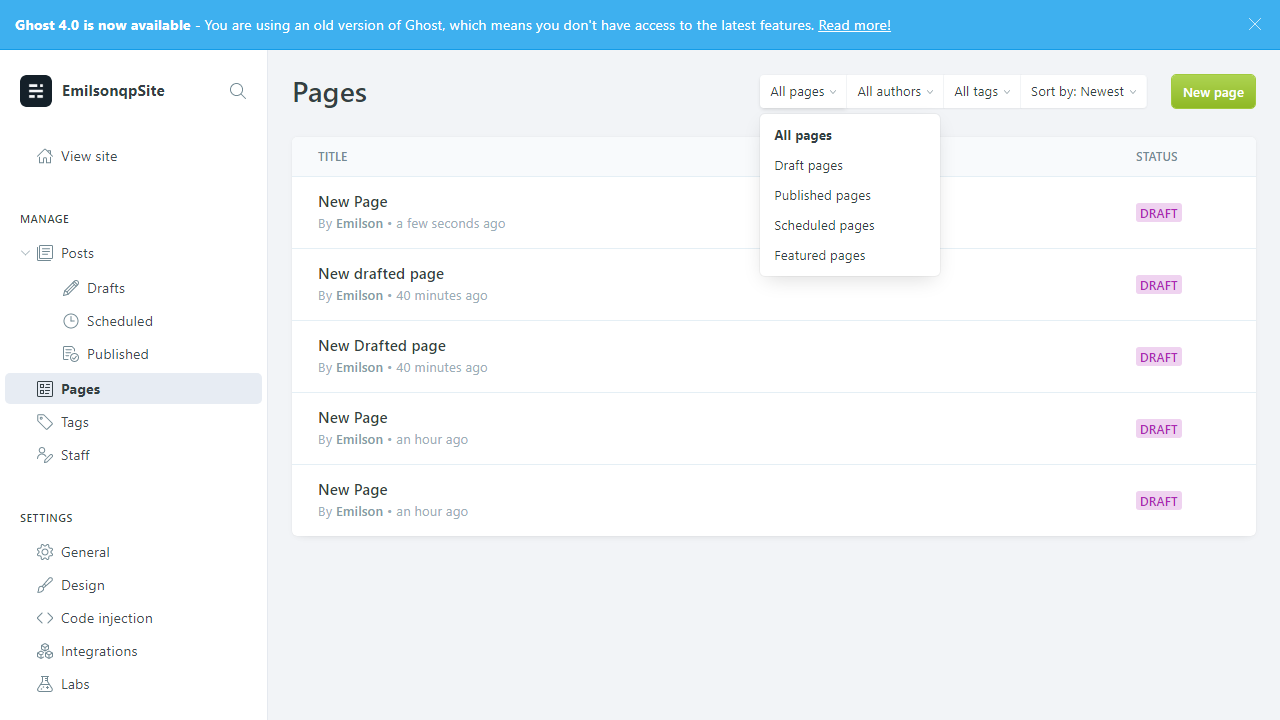 Ghost 4.0 is now available - You are using an old version of Ghost, which means you don't have access to the latest features. Read more!
EmilsonqpSite
View site
MANAGE
Posts
Drafts
Scheduled
Published
Pages
Tags
Staff
SETTINGS
General
Design
Code injection
Integrations
Labs
Pages
All pages
All authors
All tags
Sort by: Newest
New page
All pages
Draft pages
Published pages
Scheduled pages
Featured pages
TITLE
STATUS
New Page
By Emilson • a few seconds ago
DRAFT
New drafted page
By Emilson • 40 minutes ago
DRAFT
New Drafted page
By Emilson • 40 minutes ago
DRAFT
New Page
By Emilson • an hour ago
DRAFT
New Page
By Emilson • an hour ago
DRAFT